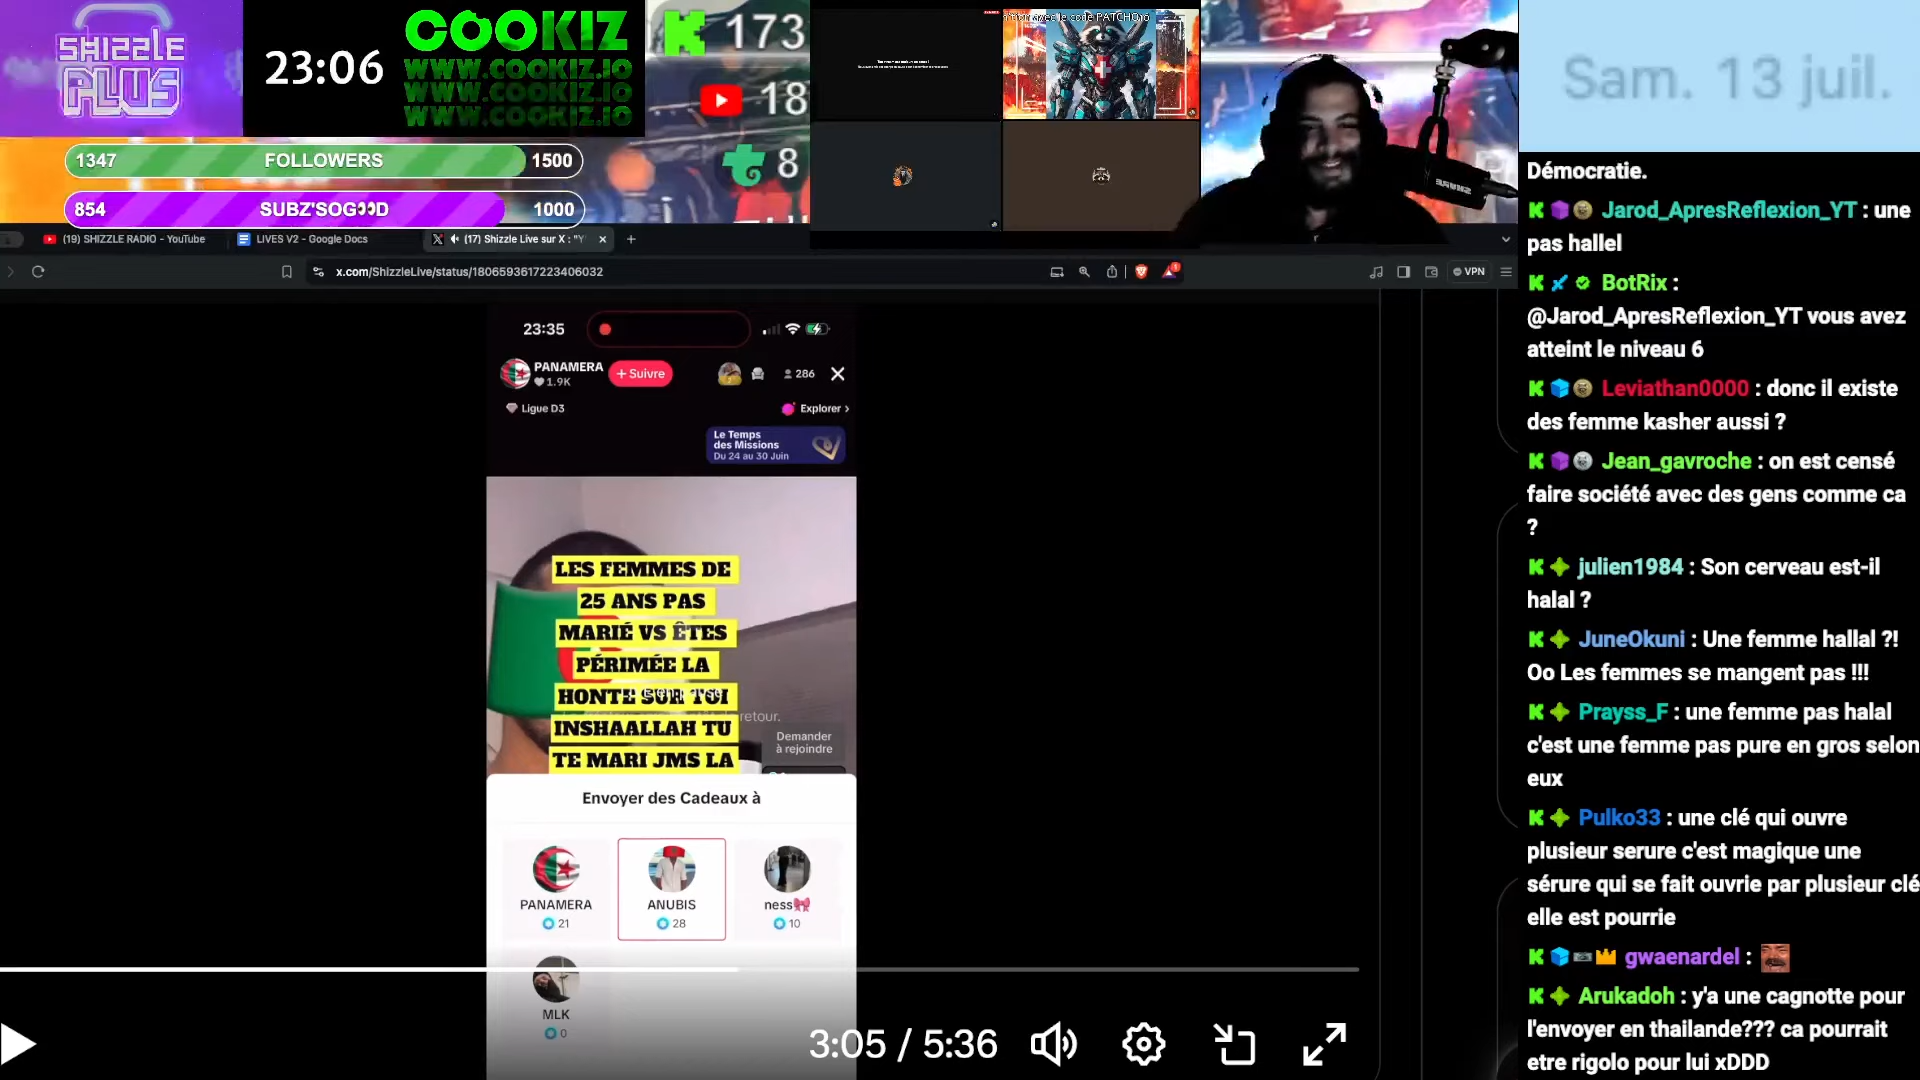 SHIZZLE
PLUS
23:06
COOKIZ
WWW.COOKIZ.IO
WWW.COOKIZ.IO
WWW.COOKIZ.IO
173
18
8
1347 FOLLOWERS 1500
854 SUBZ'SOG👀D 1000
avec le code PATCHO
(19) SHIZZLE RADIO - YouTube
LIVES V2 - Google Docs
(17) Shizzle Live sur X : "Y
x.com/ShizzleLive/status/1806593617223406032
VPN
23:35
PANAMERA
1.9K
+ Suivre
286
Ligue D3
Explorer
Le Temps
des Missions
Du 24 au 30 Juin
LES FEMMES DE
25 ANS PAS
MARIÉ VS ÊTES
PÉRIMÉE LA
HONTE SUR TOI
INSHAALLAH TU
TE MARI JMS LA
retour.
Demander
à rejoindre
Envoyer des Cadeaux à
PANAMERA
21
ANUBIS
28
ness🎀
10
MLK
0
3:05 / 5:36
Sam. 13 juil.
Démocratie.
Jarod_ApresReflexion_YT : une
pas hallel
BotRix :
@Jarod_ApresReflexion_YT vous avez
atteint le niveau 6
Leviathan0000 : donc il existe
des femme kasher aussi ?
Jean_gavroche : on est censé
faire société avec des gens comme ca
?
julien1984 : Son cerveau est-il
halal ?
JuneOkuni : Une femme hallal ?!
Oo Les femmes se mangent pas !!!
Prayss_F : une femme pas halal
c'est une femme pas pure en gros selon
eux
Pulko33 : une clé qui ouvre
plusieur serure c'est magique une
sérure qui se fait ouvrie par plusieur clé
elle est pourrie
gwaenardel :
Arukadoh : y'a une cagnotte pour
l'envoyer en thailande??? ca pourrait
etre rigolo pour lui xDDD